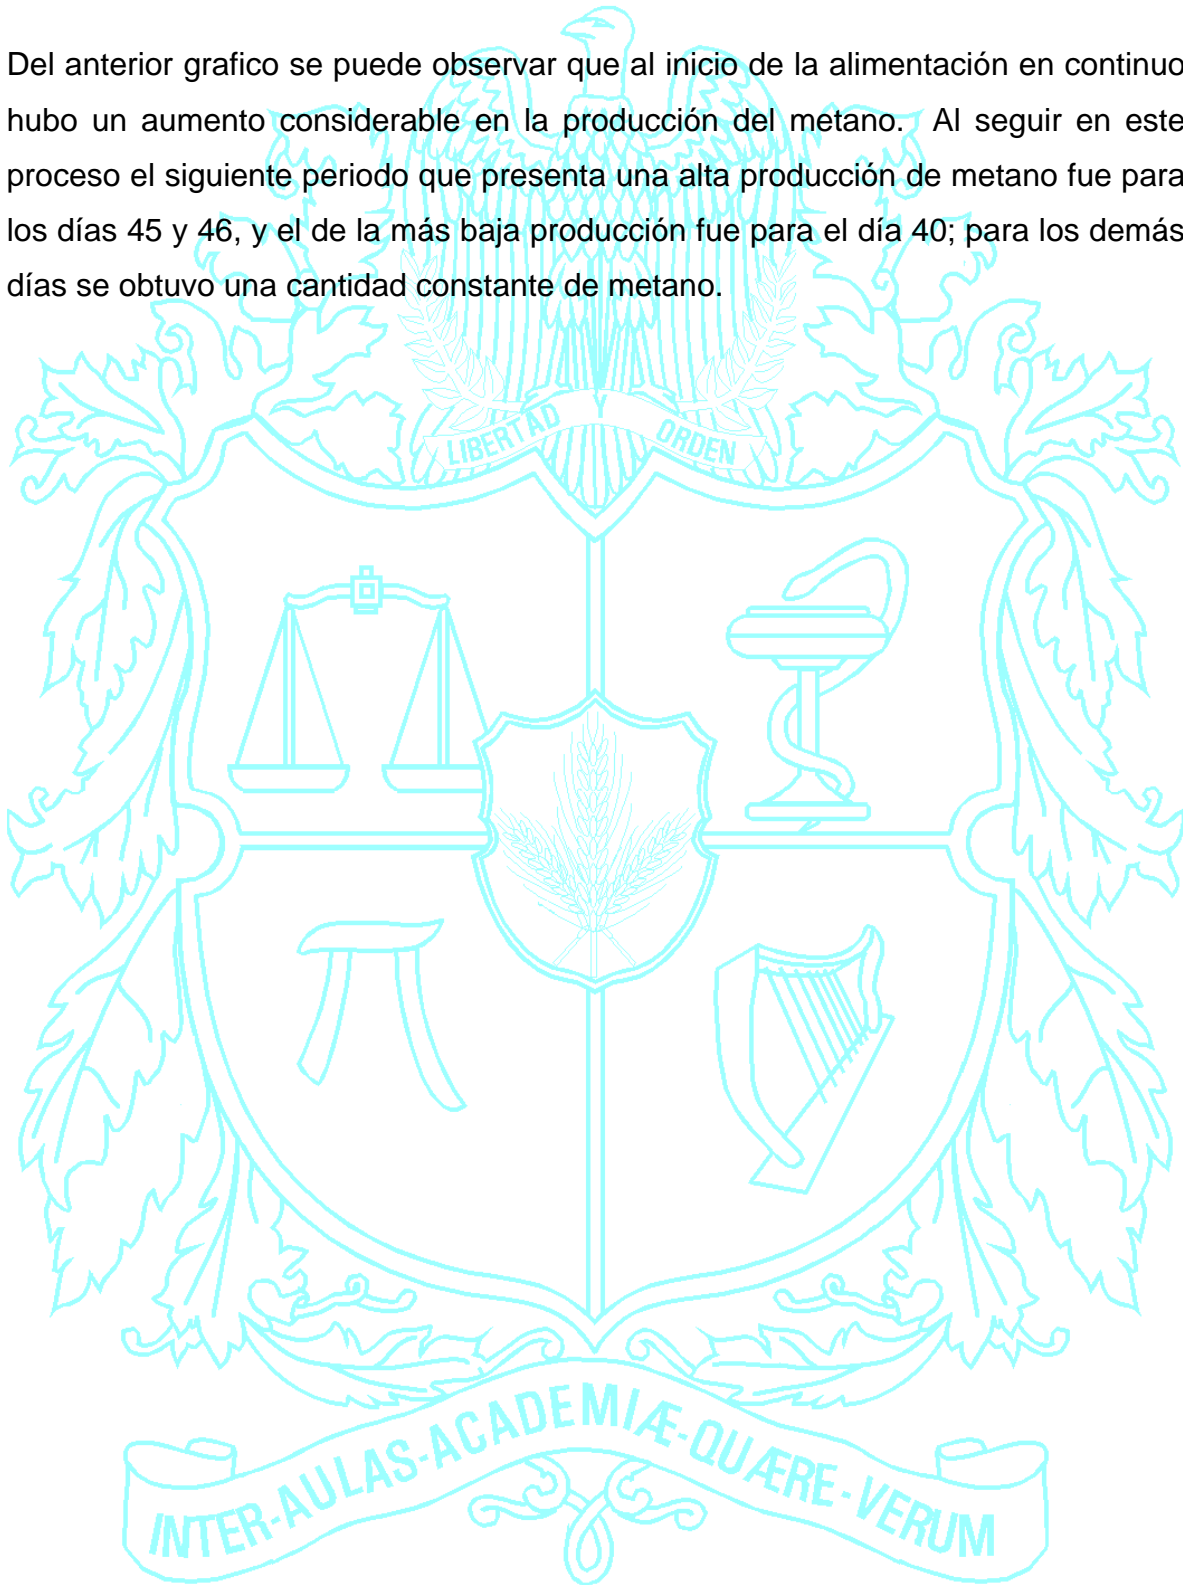 Del anterior grafico se puede observar que al inicio de la alimentación en continuo
hubo un aumento considerable en la producción del metano. Al seguir en este
proceso el siguiente periodo que presenta una alta producción de metano fue para
los días 45 y 46, y el de la más baja producción fue para el día 40; para los demás
días se obtuvo una cantidad constante de metano.
LIBERTAD Y ORDEN
INTER-AULAS-ACADEMIÆ-QUÆRE-VERUM